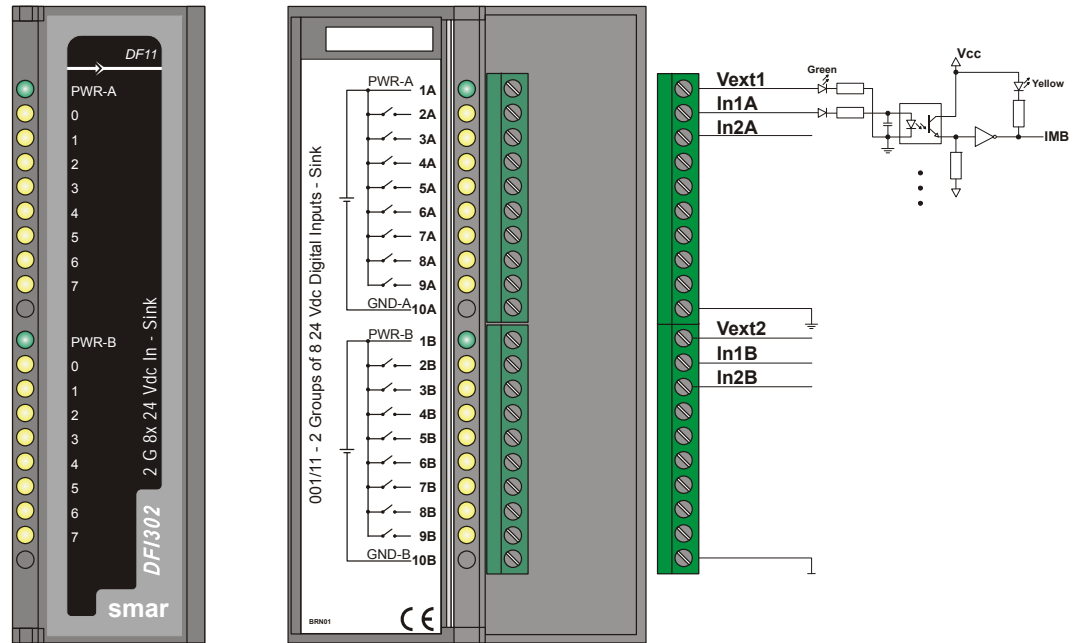 DF11
PWR-A
0
1
2
3
4
5
6
7
PWR-B
0
1
2
3
4
5
6
7
2 G 8x 24 Vdc In - Sink
DFI302
smar
001/11 - 2 Groups of 8 24 Vdc Digital Inputs - Sink
PWR-A 1A
2A
3A
4A
5A
6A
7A
8A
9A
GND-A 10A
PWR-B 1B
2B
3B
4B
5B
6B
7B
8B
9B
GND-B 10B
BRN01
CE
Vext1
In1A
In2A
Vext2
In1B
In2B
Green
Vcc
Yellow
IMB